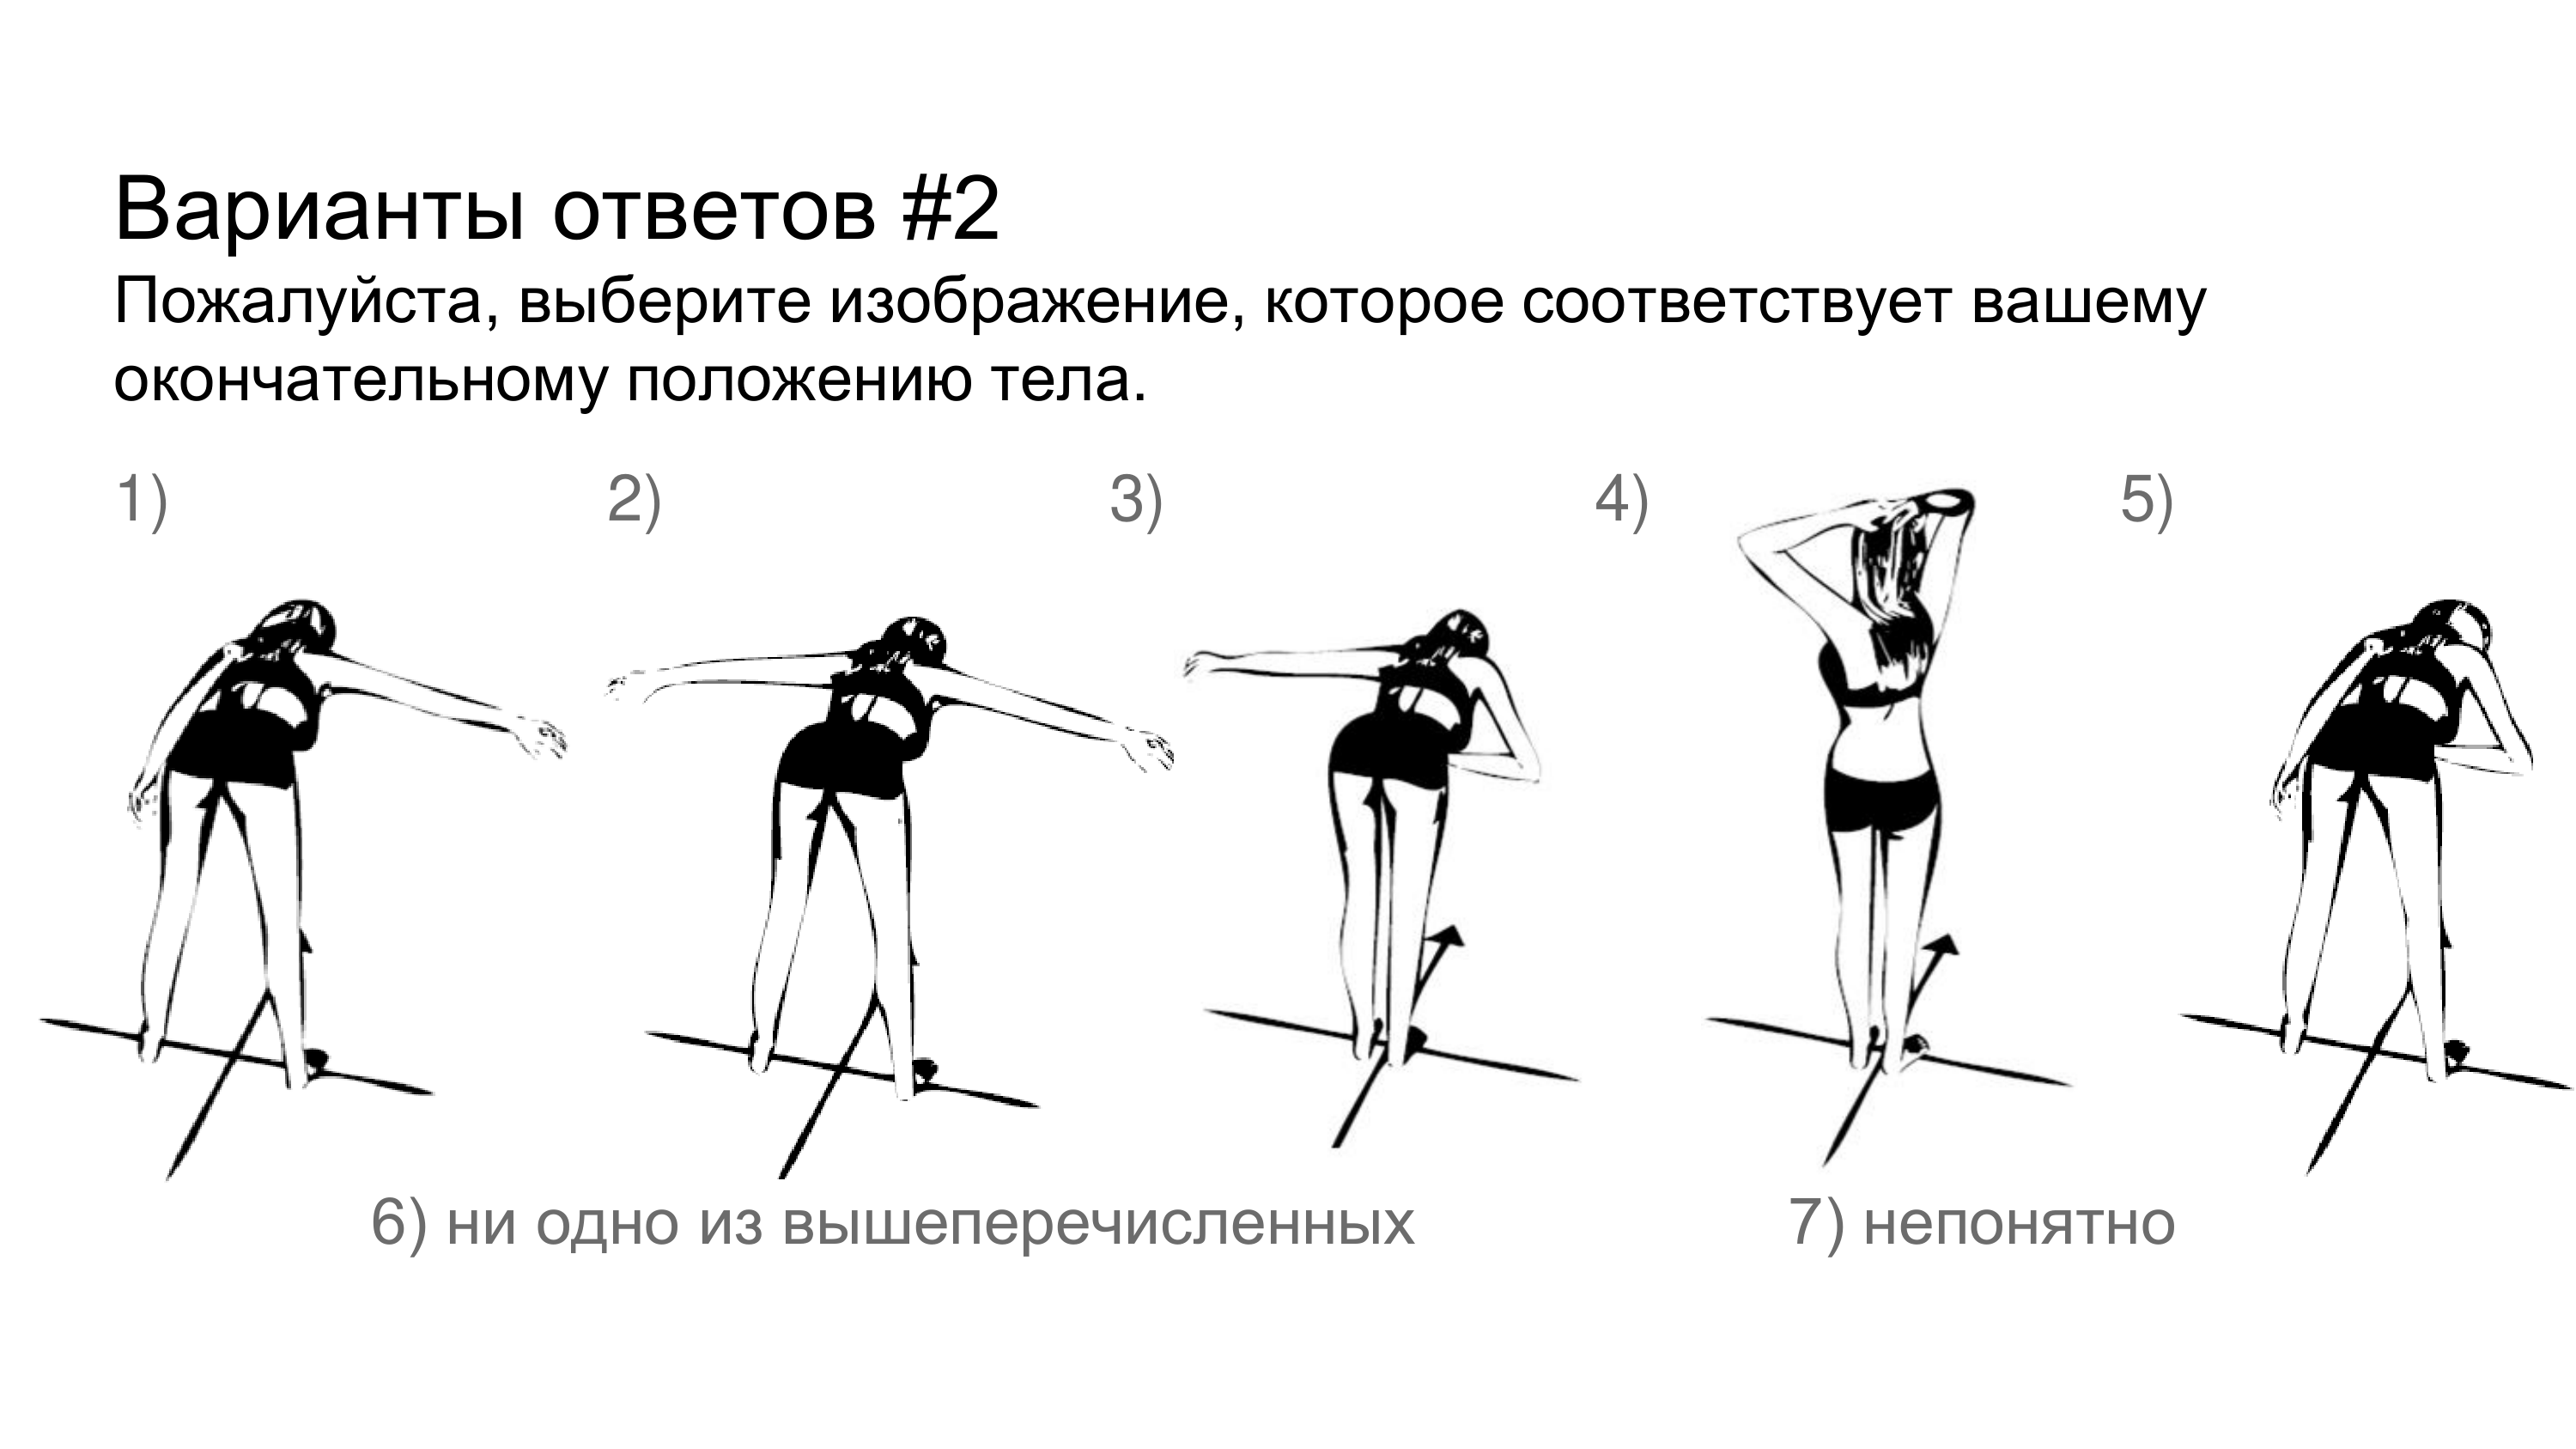 Варианты ответов #2
Пожалуйста, выберите изображение, которое соответствует вашему
окончательному положению тела.
1)
2)
3)
4)
5)
6) ни одно из вышеперечисленных
7) непонятно